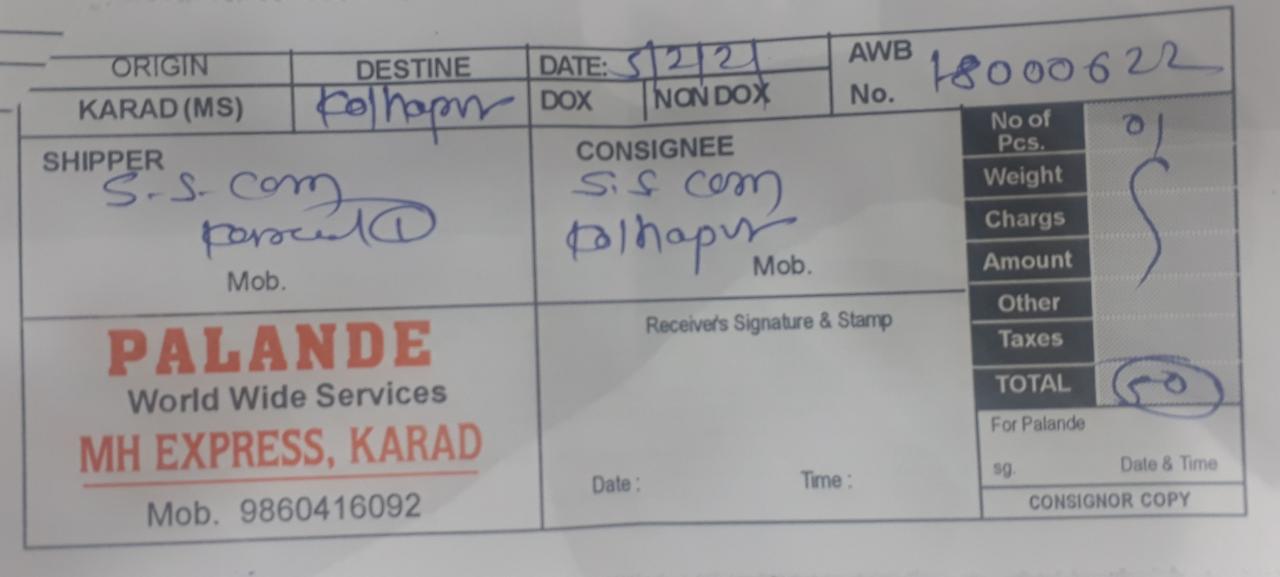 ORIGIN DESTINE DATE: 5/2/21 AWB No. 18000622
KARAD (MS) Kolhapur DOX NON DOX
SHIPPER
S.S. Com
Mob.
CONSIGNEE
S.S Com
Kolhapur
Mob.
No of Pcs. 01
Weight
Chargs
Amount
Other
Taxes
TOTAL 50
PALANDE
World Wide Services
MH EXPRESS, KARAD
Mob. 9860416092
Receiver's Signature & Stamp
Date : Time :
For Palande
sg. Date & Time
CONSIGNOR COPY